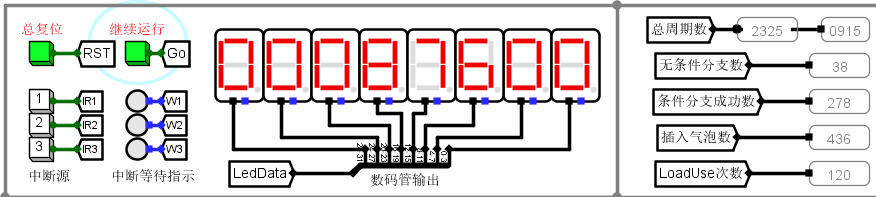 总复位
继续运行
RST
Go
1 IR1
2 IR2
3 IR3
中断源
W1
W2
W3
中断等待指示
00087600
LedData
数码管输出
总周期数 2325 0915
无条件分支数 38
条件分支成功数 278
插入气泡数 436
LoadUse次数 120